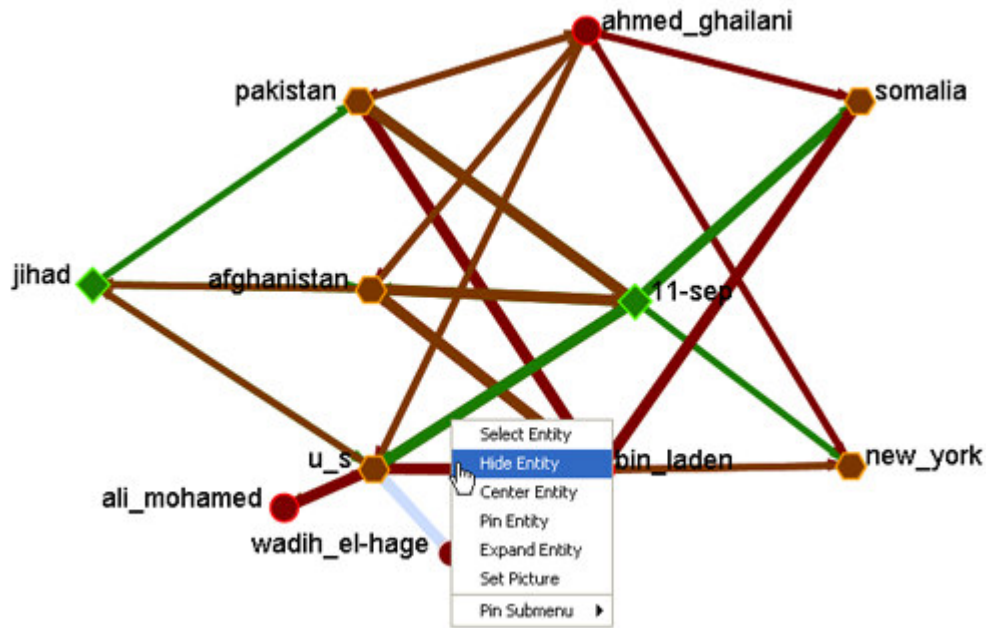 ahmed_ghailani
pakistan
somalia
jihad
afghanistan
11-sep
u_s
bin_laden
new_york
ali_mohamed
wadih_el-hage
Select Entity
Hide Entity
Center Entity
Pin Entity
Expand Entity
Set Picture
Pin Submenu